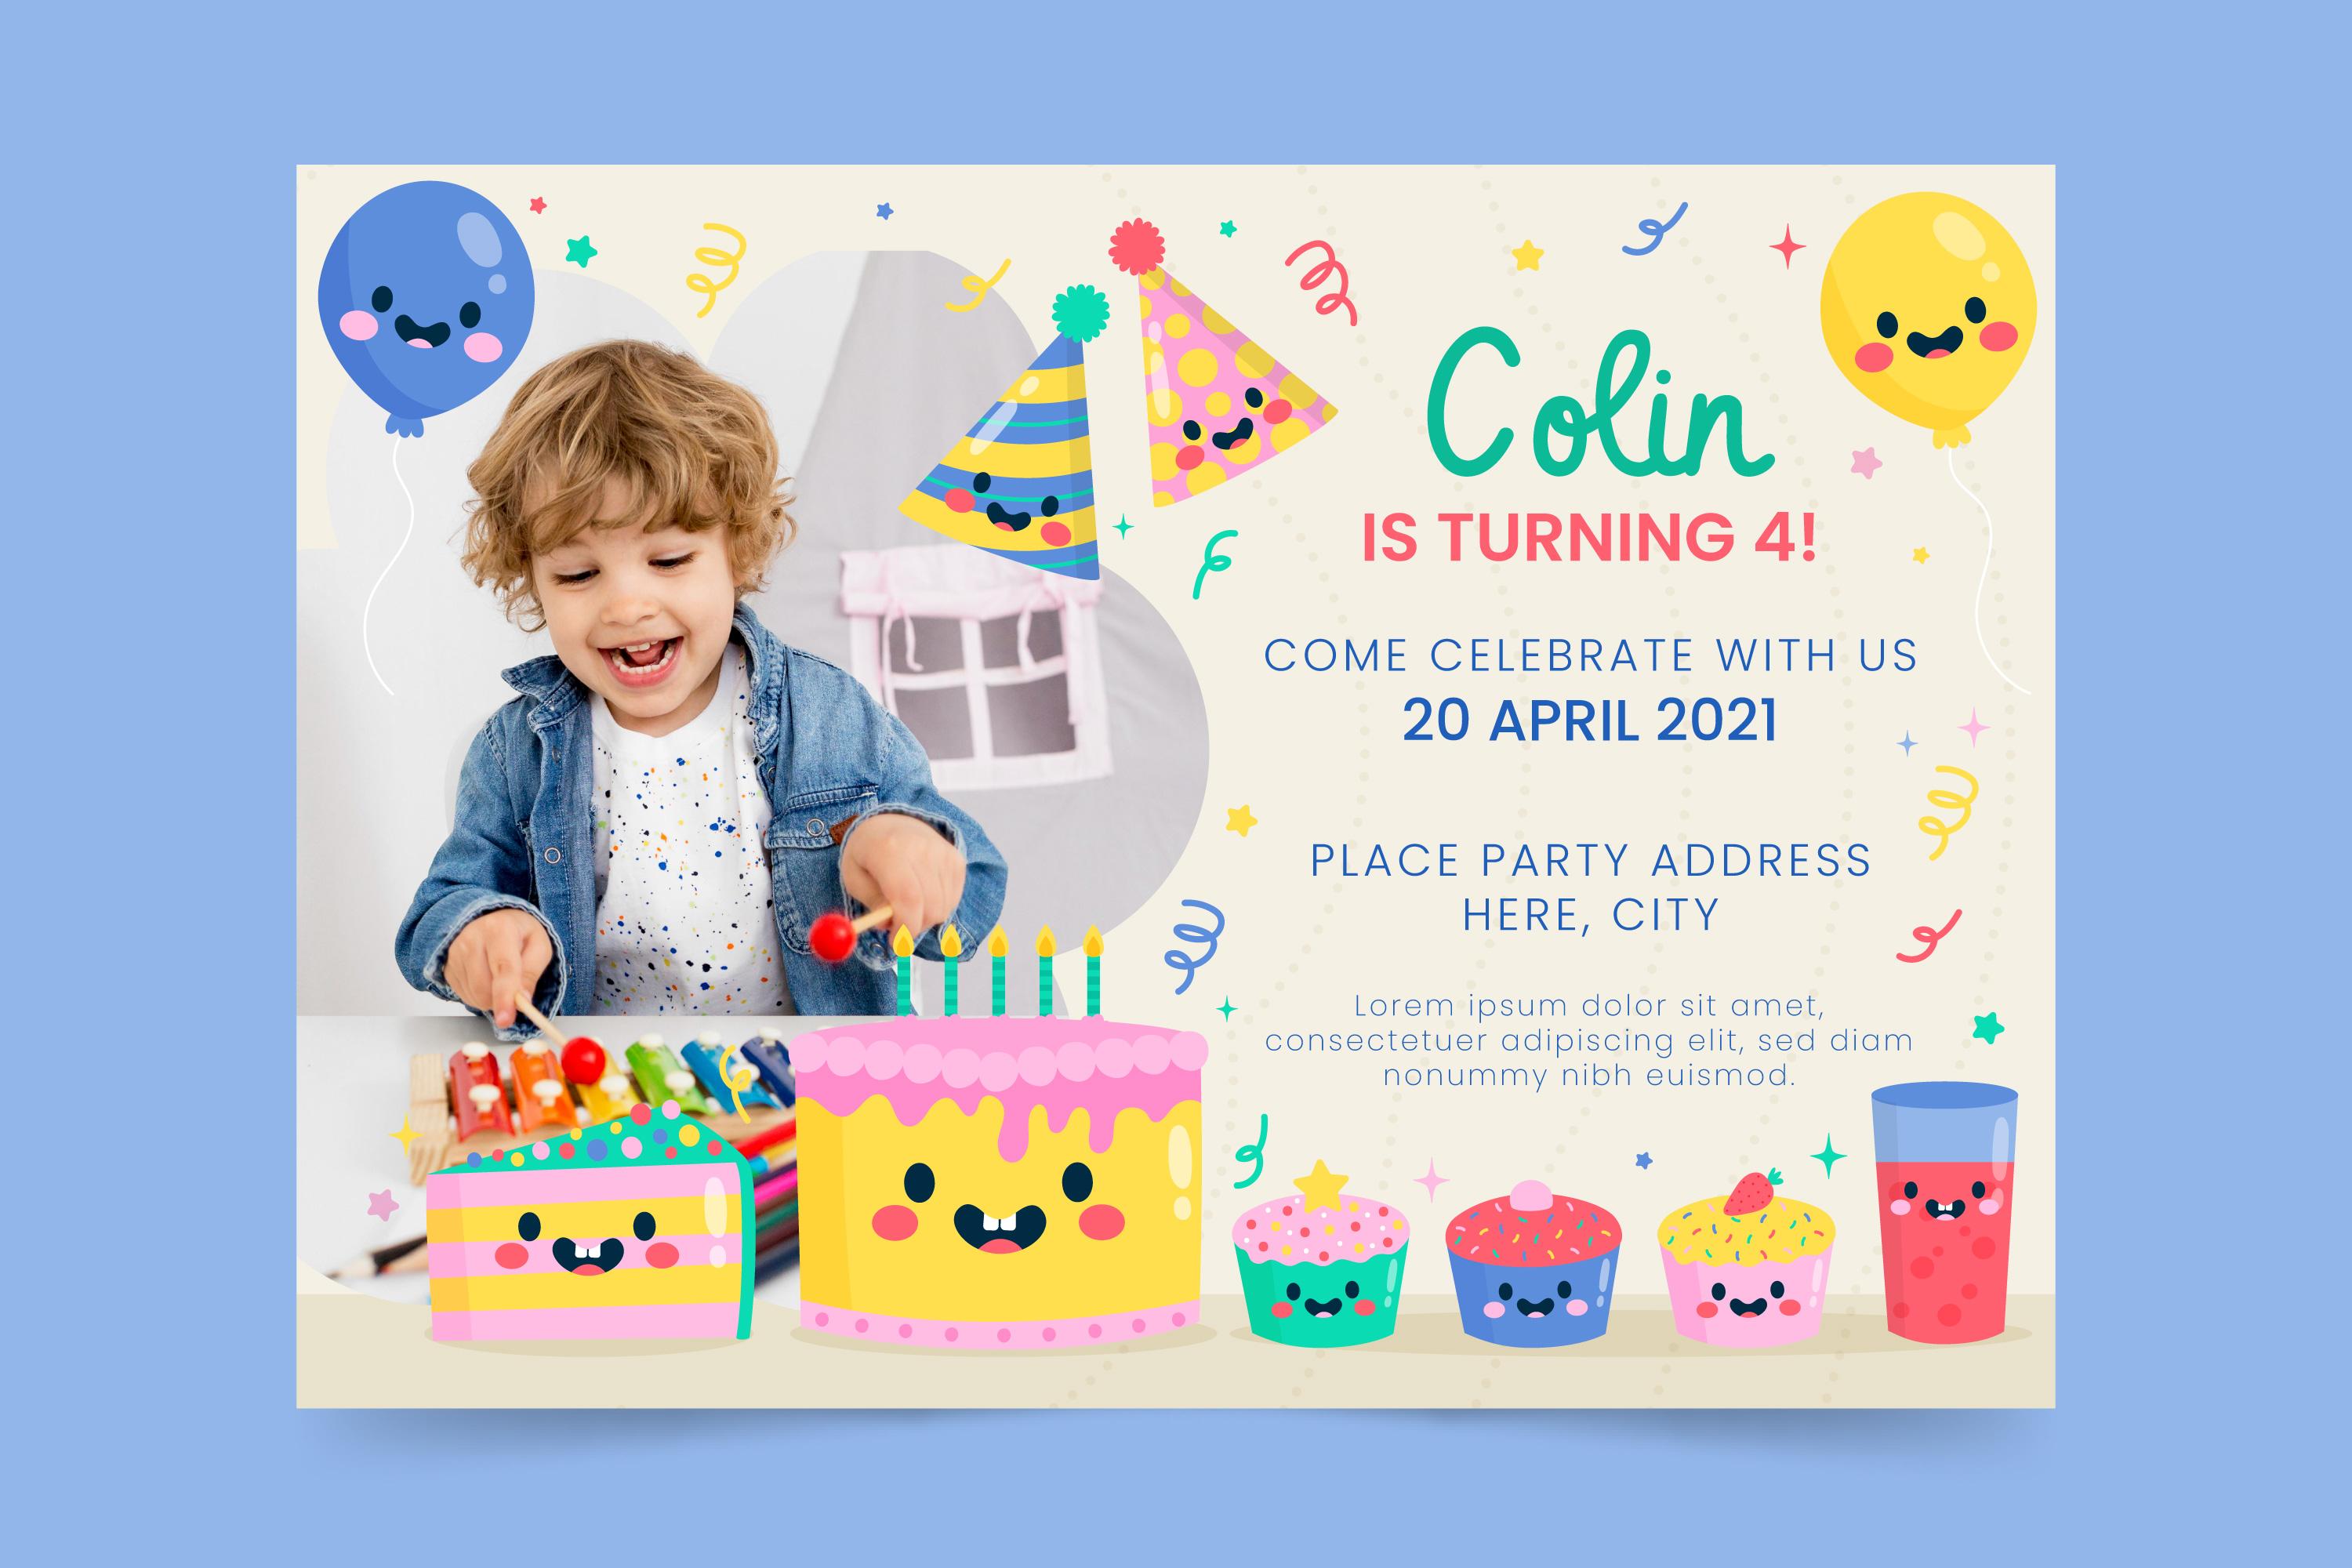 Colin
IS TURNING 4!
COME CELEBRATE WITH US
20 APRIL 2021
PLACE PARTY ADDRESS
HERE, CITY
Lorem ipsum dolor sit amet,
consectetuer adipiscing elit, sed diam
nonummy nibh euismod.